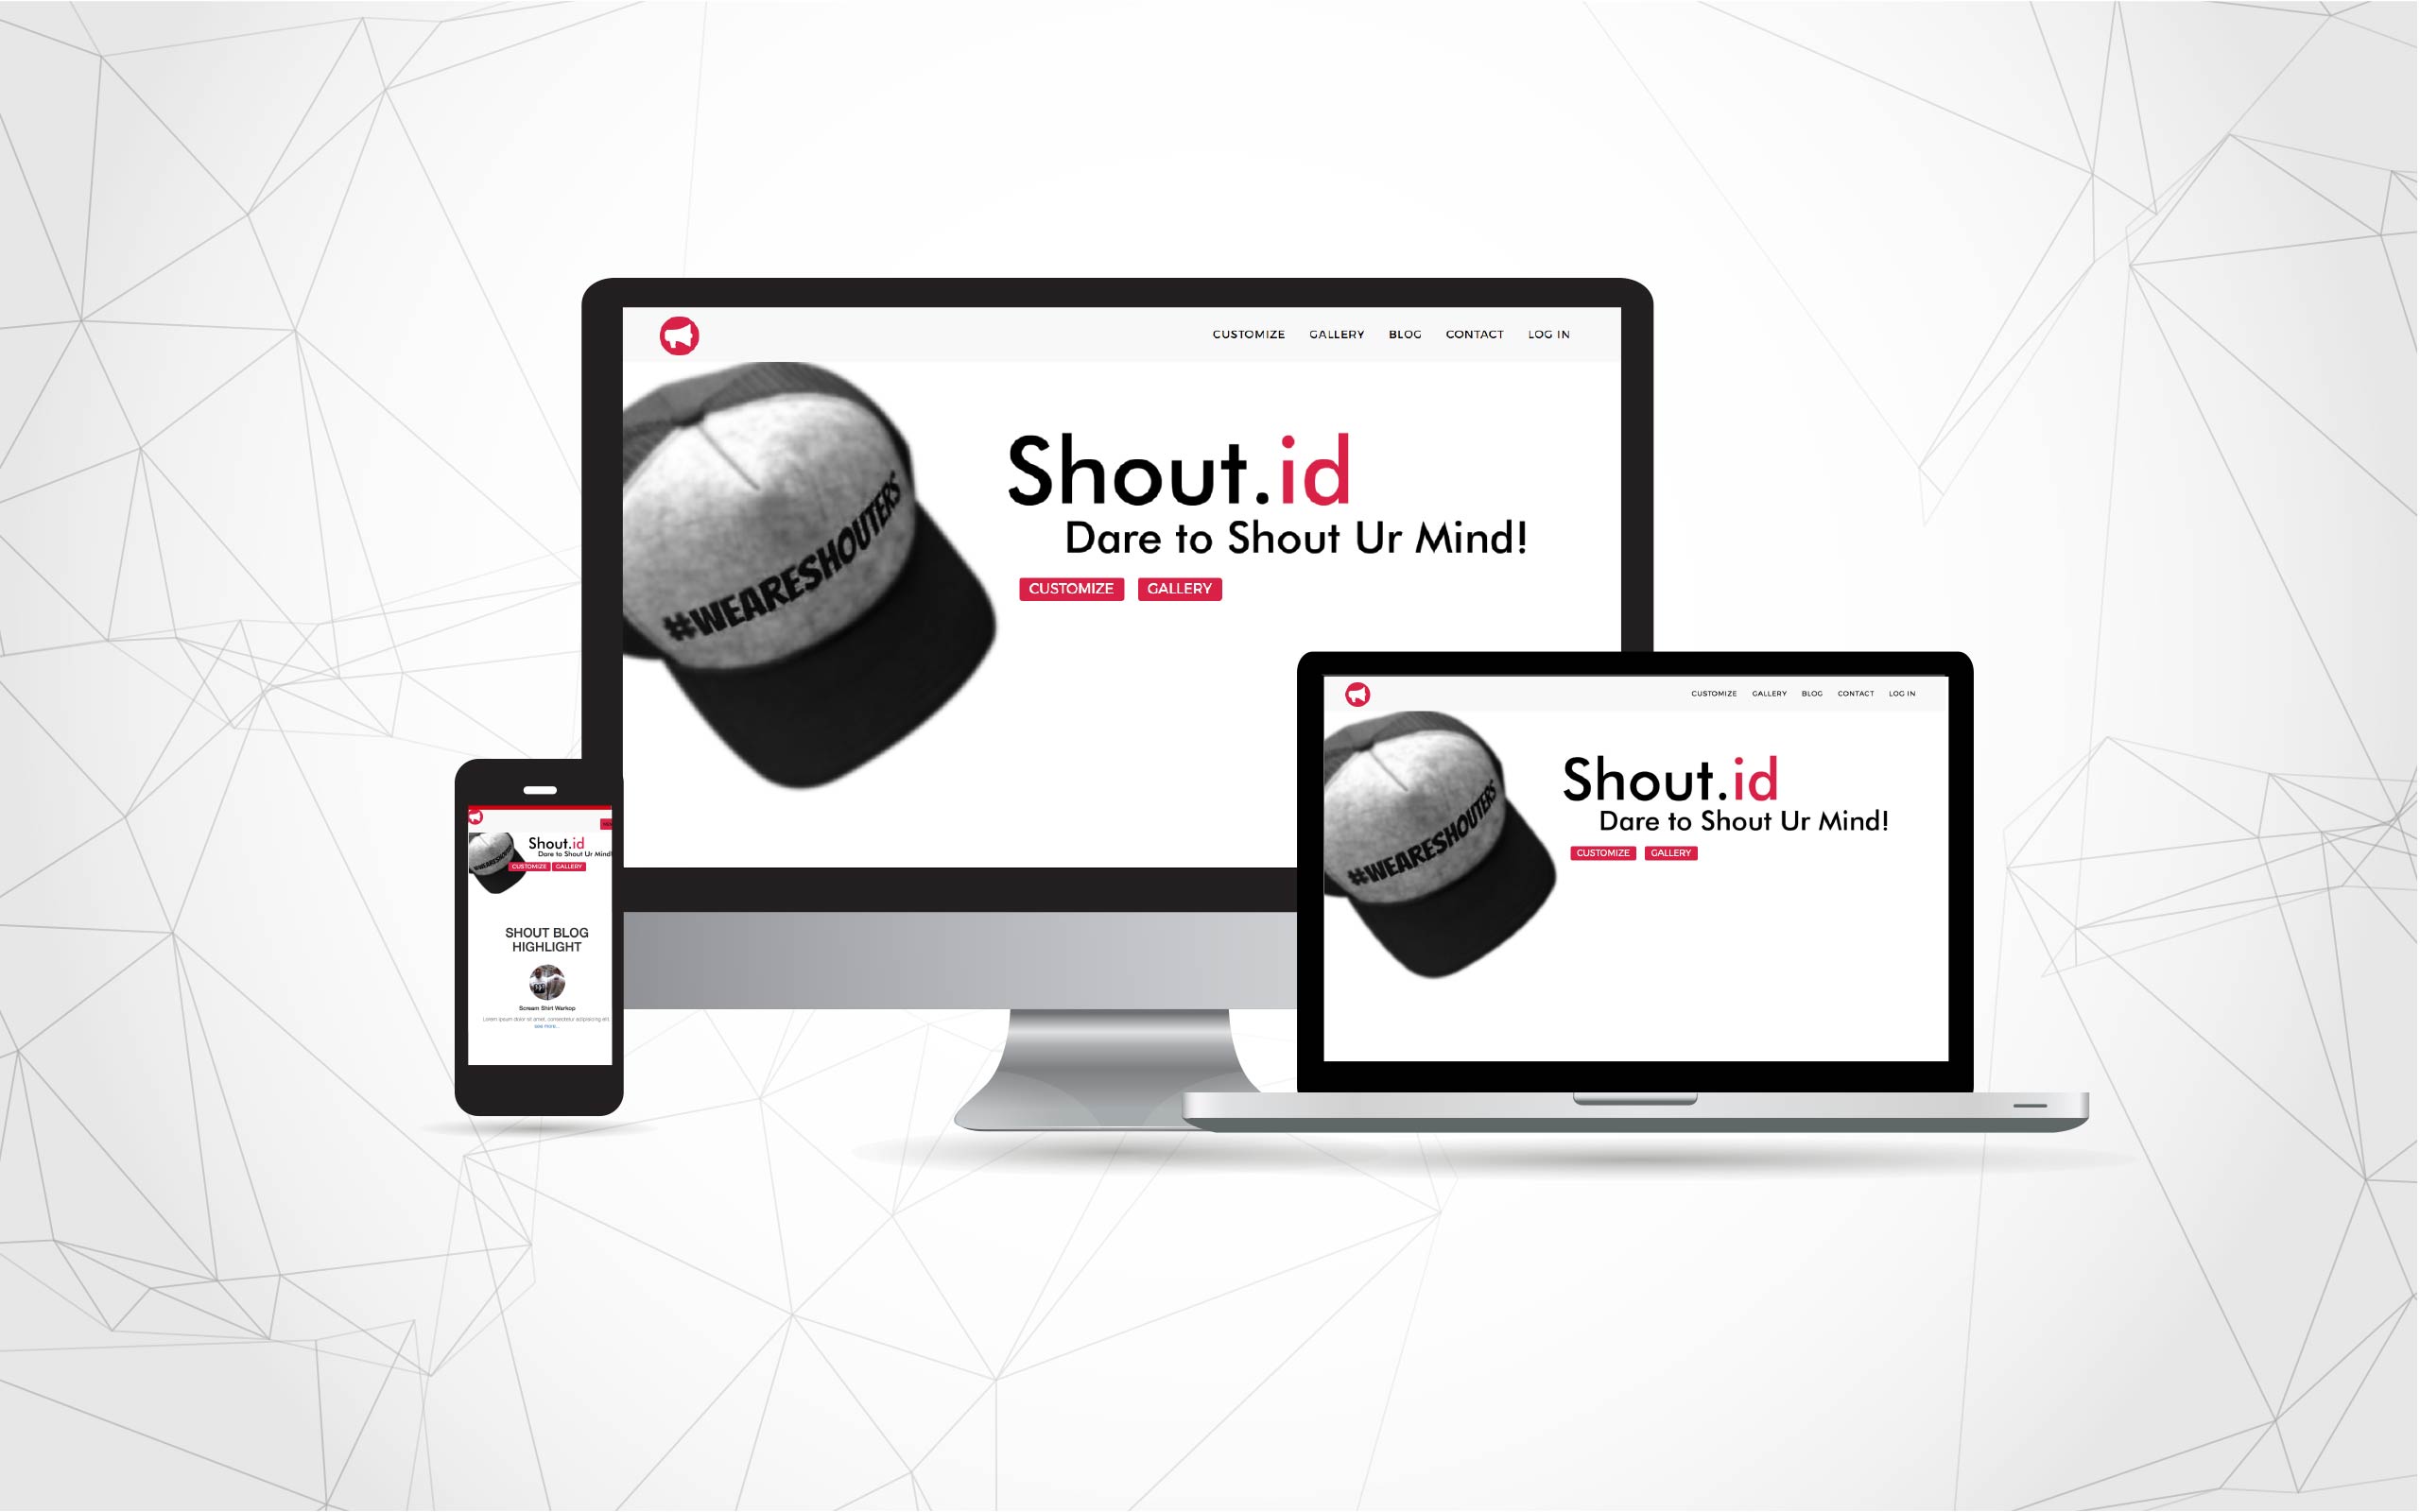 CUSTOMIZE GALLERY BLOG CONTACT LOG IN
#WEARESHOUTERS
Shout.id
Dare to Shout Ur Mind!
CUSTOMIZE GALLERY
CUSTOMIZE GALLERY BLOG CONTACT LOG IN
#WEARESHOUTERS
Shout.id
Dare to Shout Ur Mind!
CUSTOMIZE GALLERY
Shout.id
Dare to Shout Ur Mind!
CUSTOMIZE GALLERY
SHOUT BLOG
HIGHLIGHT
Scream Shirt Warkop
Lorem ipsum dolor sit amet, consectetur adipisicing elit.
see more...